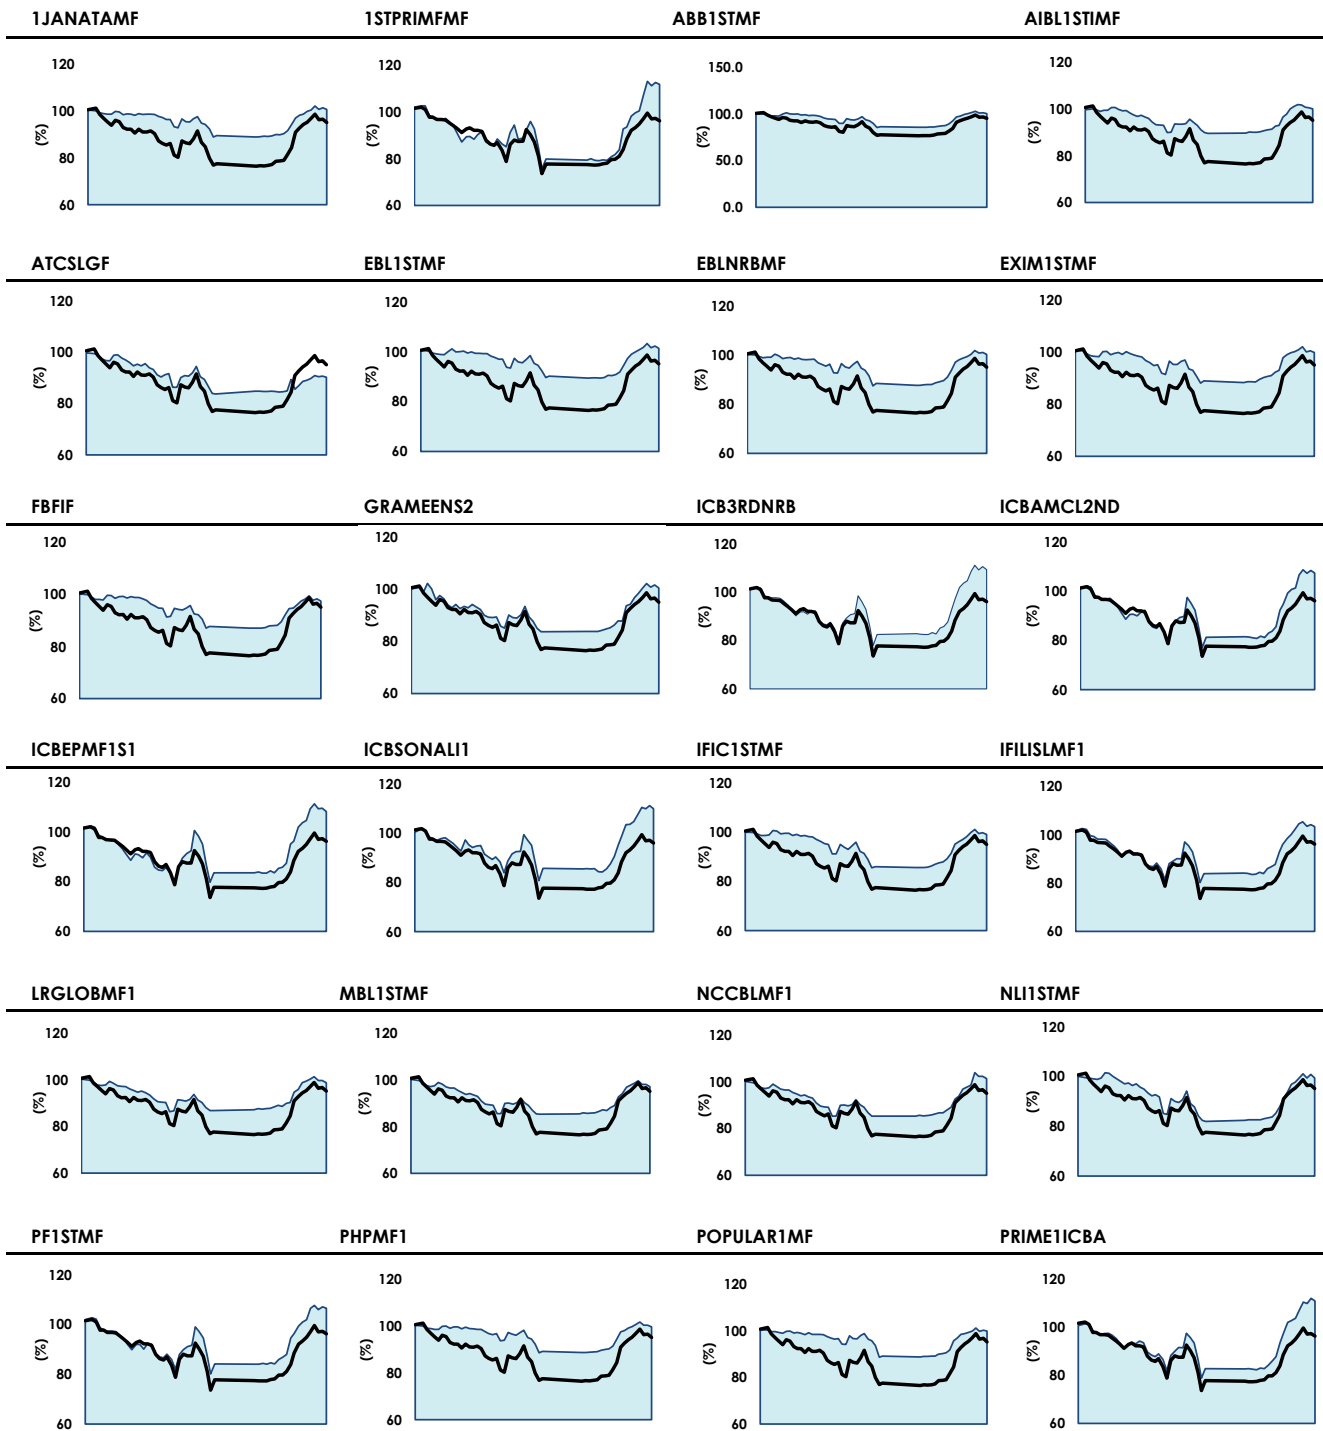 1JANATAMF 1STPRIMFMF ABB1STMF AIBL1STIMF
120 120 150.0 120
100 100 100.0 100
(%) (%) (%) (%)
80 80 50.0 80
60 60 0.0 60
ATCSLGF EBL1STMF EBLNRBMF EXIM1STMF
120 120 120 120
100 100 100 100
(%) (%) (%) (%)
80 80 80 80
60 60 60 60
FBFIF GRAMEENS2 ICB3RDNRB ICBAMCL2ND
120 120 120 120
100 100 100 100
(%) (%) (%) (%)
80 80 80 80
60 60 60 60
ICBEPMF1S1 ICBSONALI1 IFIC1STMF IFILISLMF1
120 120 120 120
100 100 100 100
(%) (%) (%) (%)
80 80 80 80
60 60 60 60
LRGLOBMF1 MBL1STMF NCCBLMF1 NLI1STMF
120 120 120 120
100 100 100 100
(%) (%) (%) (%)
80 80 80 80
60 60 60 60
PF1STMF PHPMF1 POPULAR1MF PRIME1ICBA
120 120 120 120
100 100 100 100
(%) (%) (%) (%)
80 80 80 80
60 60 60 60